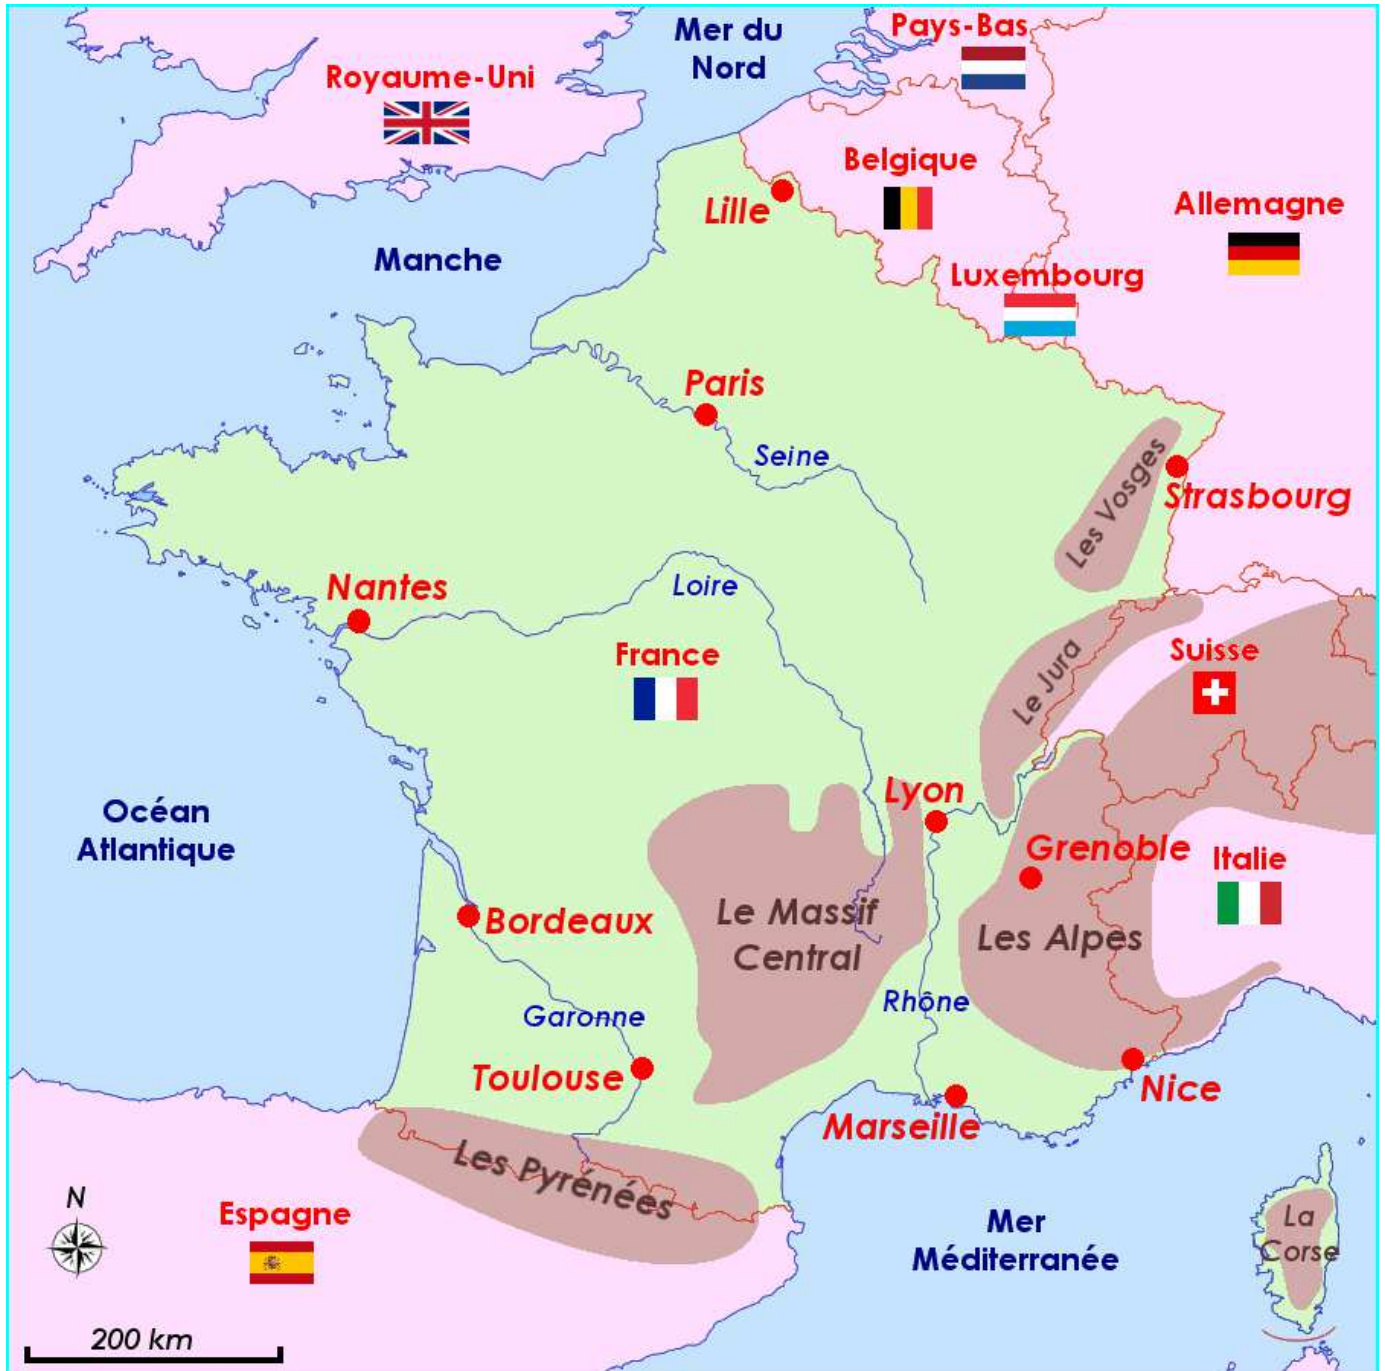 Mer du
Nord
Pays-Bas
Royaume-Uni
Belgique
Lille
Allemagne
Manche
Luxembourg
Paris
Seine
Les Vosges
Strasbourg
Nantes
Loire
France
Le Jura
Suisse
Océan
Atlantique
Lyon
Grenoble
Italie
Bordeaux
Le Massif
Central
Les Alpes
Rhône
Garonne
Toulouse
Nice
Marseille
Les Pyrénées
N
Espagne
Mer
Méditerranée
La
Corse
200 km